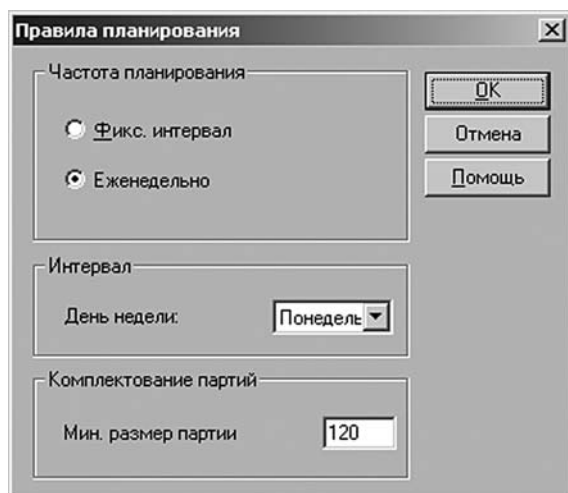 Правила планирования
Частота планирования
Фикс. интервал
Еженедельно
OK
Отмена
Помощь
Интервал
День недели:
Понедель
Комплектование партий
Мин. размер партии
120